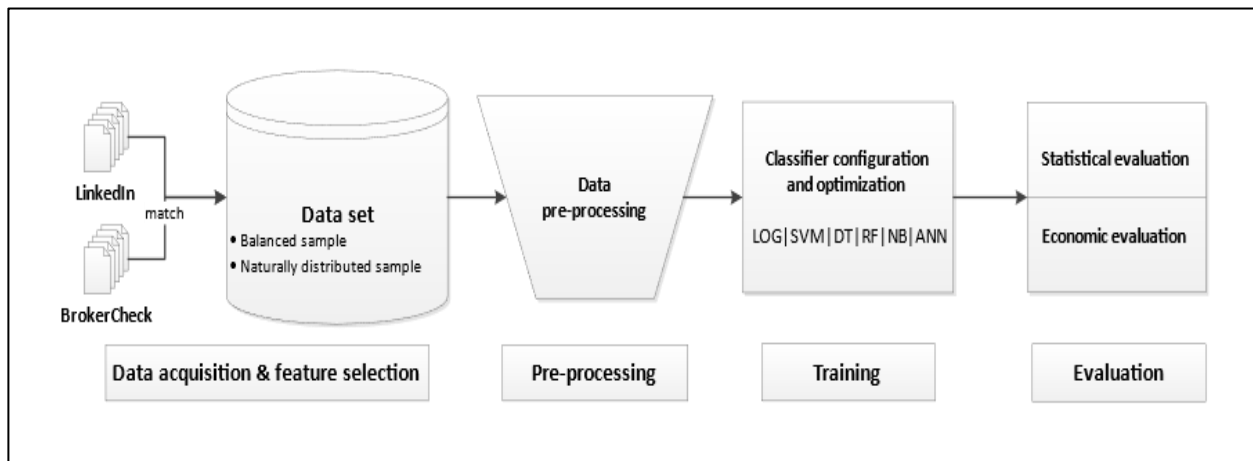 LinkedIn
match
BrokerCheck
Data set
• Balanced sample
• Naturally distributed sample
Data
pre-processing
Classifier configuration
and optimization
LOG|SVM|DT|RF|NB|ANN
Statistical evaluation
Economic evaluation
Data acquisition & feature selection
Pre-processing
Training
Evaluation